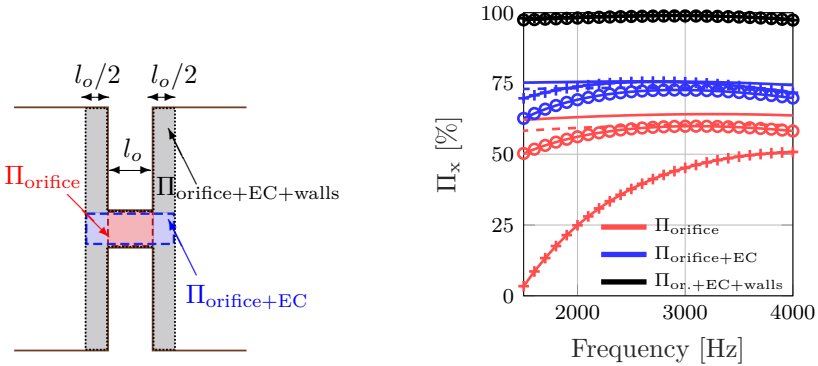 l_o/2 l_o/2
l_o
Π_orifice
Π_orifice+EC+walls
Π_orifice+EC
Π_x [%]
100
75
50
25
0
Π_orifice
Π_orifice+EC
Π_or.+EC+walls
2000 3000 4000
Frequency [Hz]